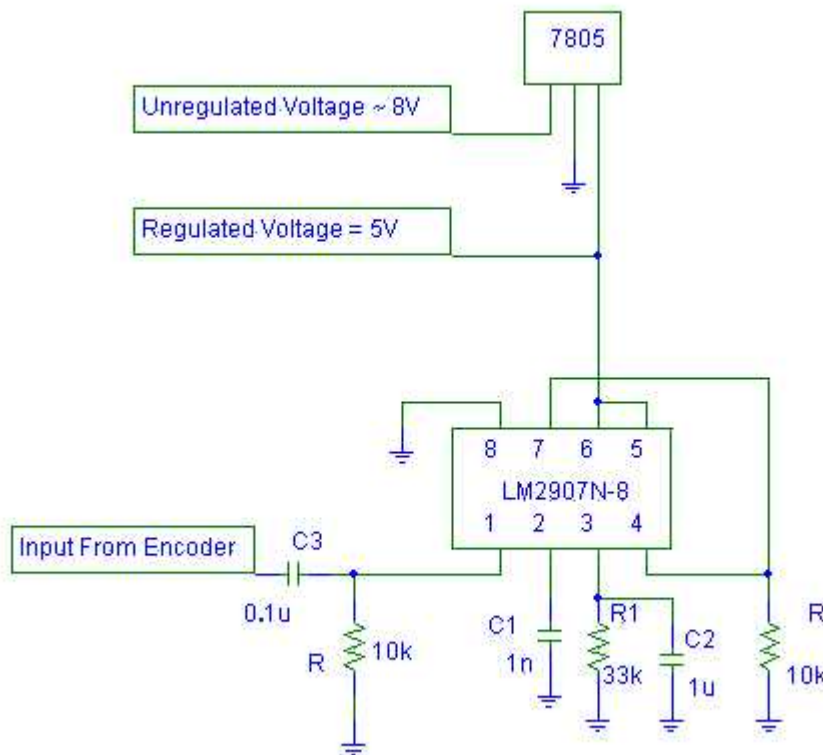 7805
Unregulated Voltage ~ 8V
Regulated Voltage = 5V
8 7 6 5
LM2907N-8
1 2 3 4
Input From Encoder
C3
0.1u
R
10k
C1
1n
R1
33k
C2
1u
R
10k